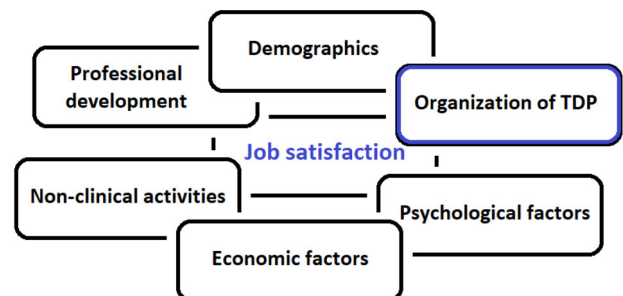 Demographics
Professional
development
Organization of TDP
Job satisfaction
Non-clinical activities
Psychological factors
Economic factors